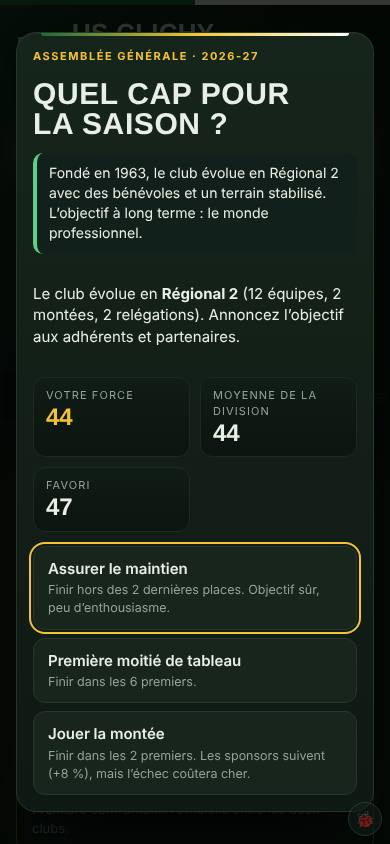 US CLICHY
ASSEMBLÉE GÉNÉRALE · 2026-27
QUEL CAP POUR
LA SAISON ?
Fondé en 1963, le club évolue en Régional 2
avec des bénévoles et un terrain stabilisé.
L’objectif à long terme : le monde
professionnel.
Le club évolue en Régional 2 (12 équipes, 2
montées, 2 relégations). Annoncez l’objectif
aux adhérents et partenaires.
VOTRE FORCE
44
MOYENNE DE LA
DIVISION
44
FAVORI
47
Assurer le maintien
Finir hors des 2 dernières places. Objectif sûr,
peu d’enthousiasme.
Première moitié de tableau
Finir dans les 6 premiers.
Jouer la montée
Finir dans les 2 premiers. Les sponsors suivent
(+8 %), mais l’échec coûtera cher.
clubs.